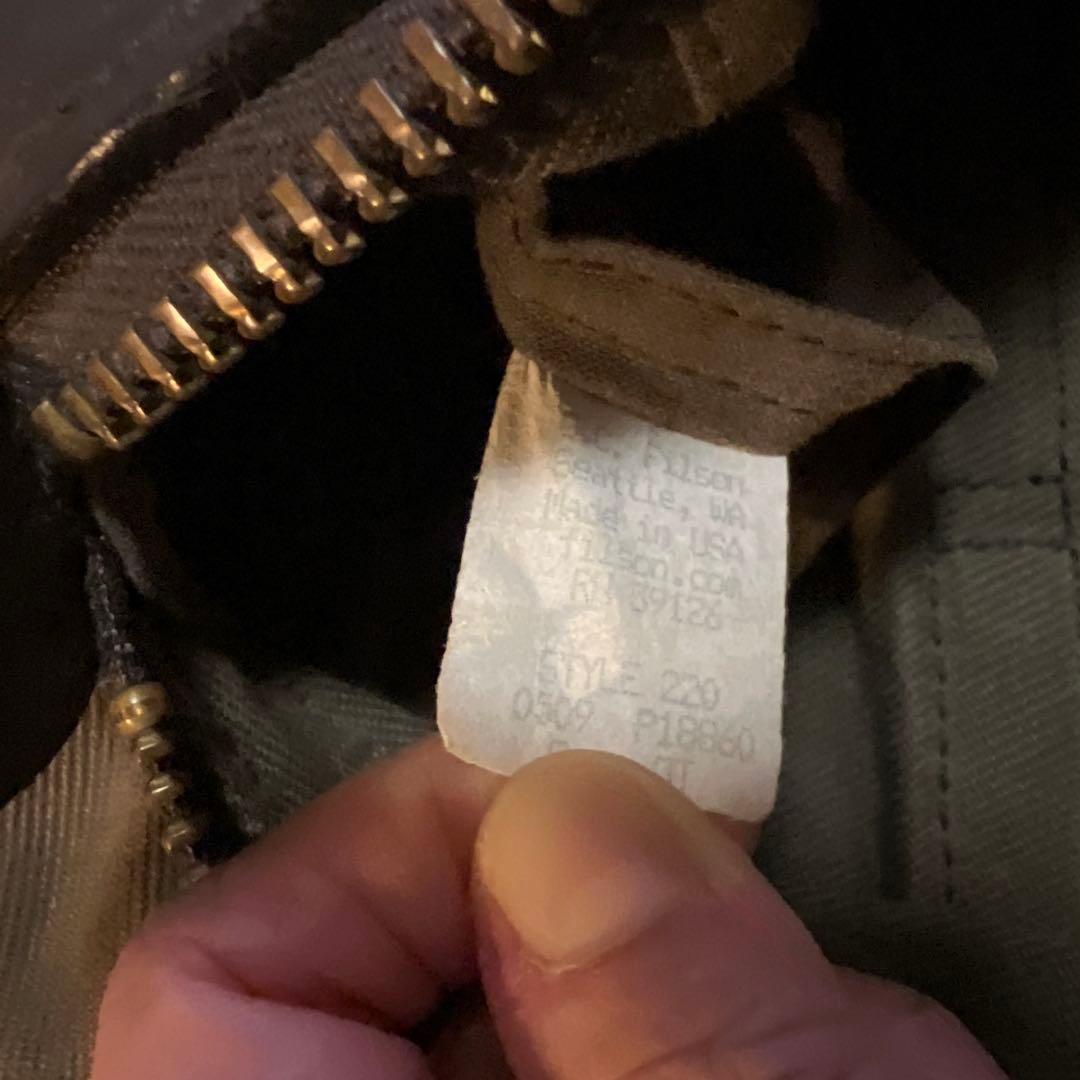 Filson
Seattle, WA
Made in USA
filson.com
RN 39126
STYLE 220
0509 P18860